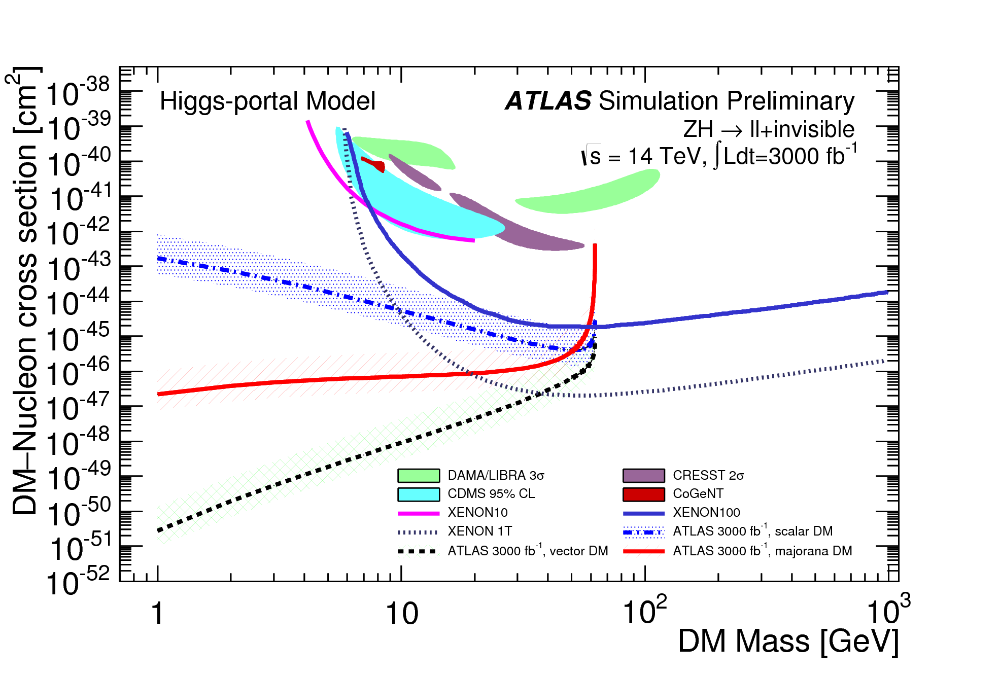 Higgs-portal Model
ATLAS Simulation Preliminary
ZH → ll+invisible
√s = 14 TeV, ∫Ldt=3000 fb⁻¹
DM–Nucleon cross section [cm²]
10⁻³⁸
10⁻³⁹
10⁻⁴⁰
10⁻⁴¹
10⁻⁴²
10⁻⁴³
10⁻⁴⁴
10⁻⁴⁵
10⁻⁴⁶
10⁻⁴⁷
10⁻⁴⁸
10⁻⁴⁹
10⁻⁵⁰
10⁻⁵¹
10⁻⁵²
DAMA/LIBRA 3σ
CRESST 2σ
CDMS 95% CL
CoGeNT
XENON10
XENON100
XENON 1T
ATLAS 3000 fb⁻¹, scalar DM
ATLAS 3000 fb⁻¹, vector DM
ATLAS 3000 fb⁻¹, majorana DM
1 10 10² 10³
DM Mass [GeV]